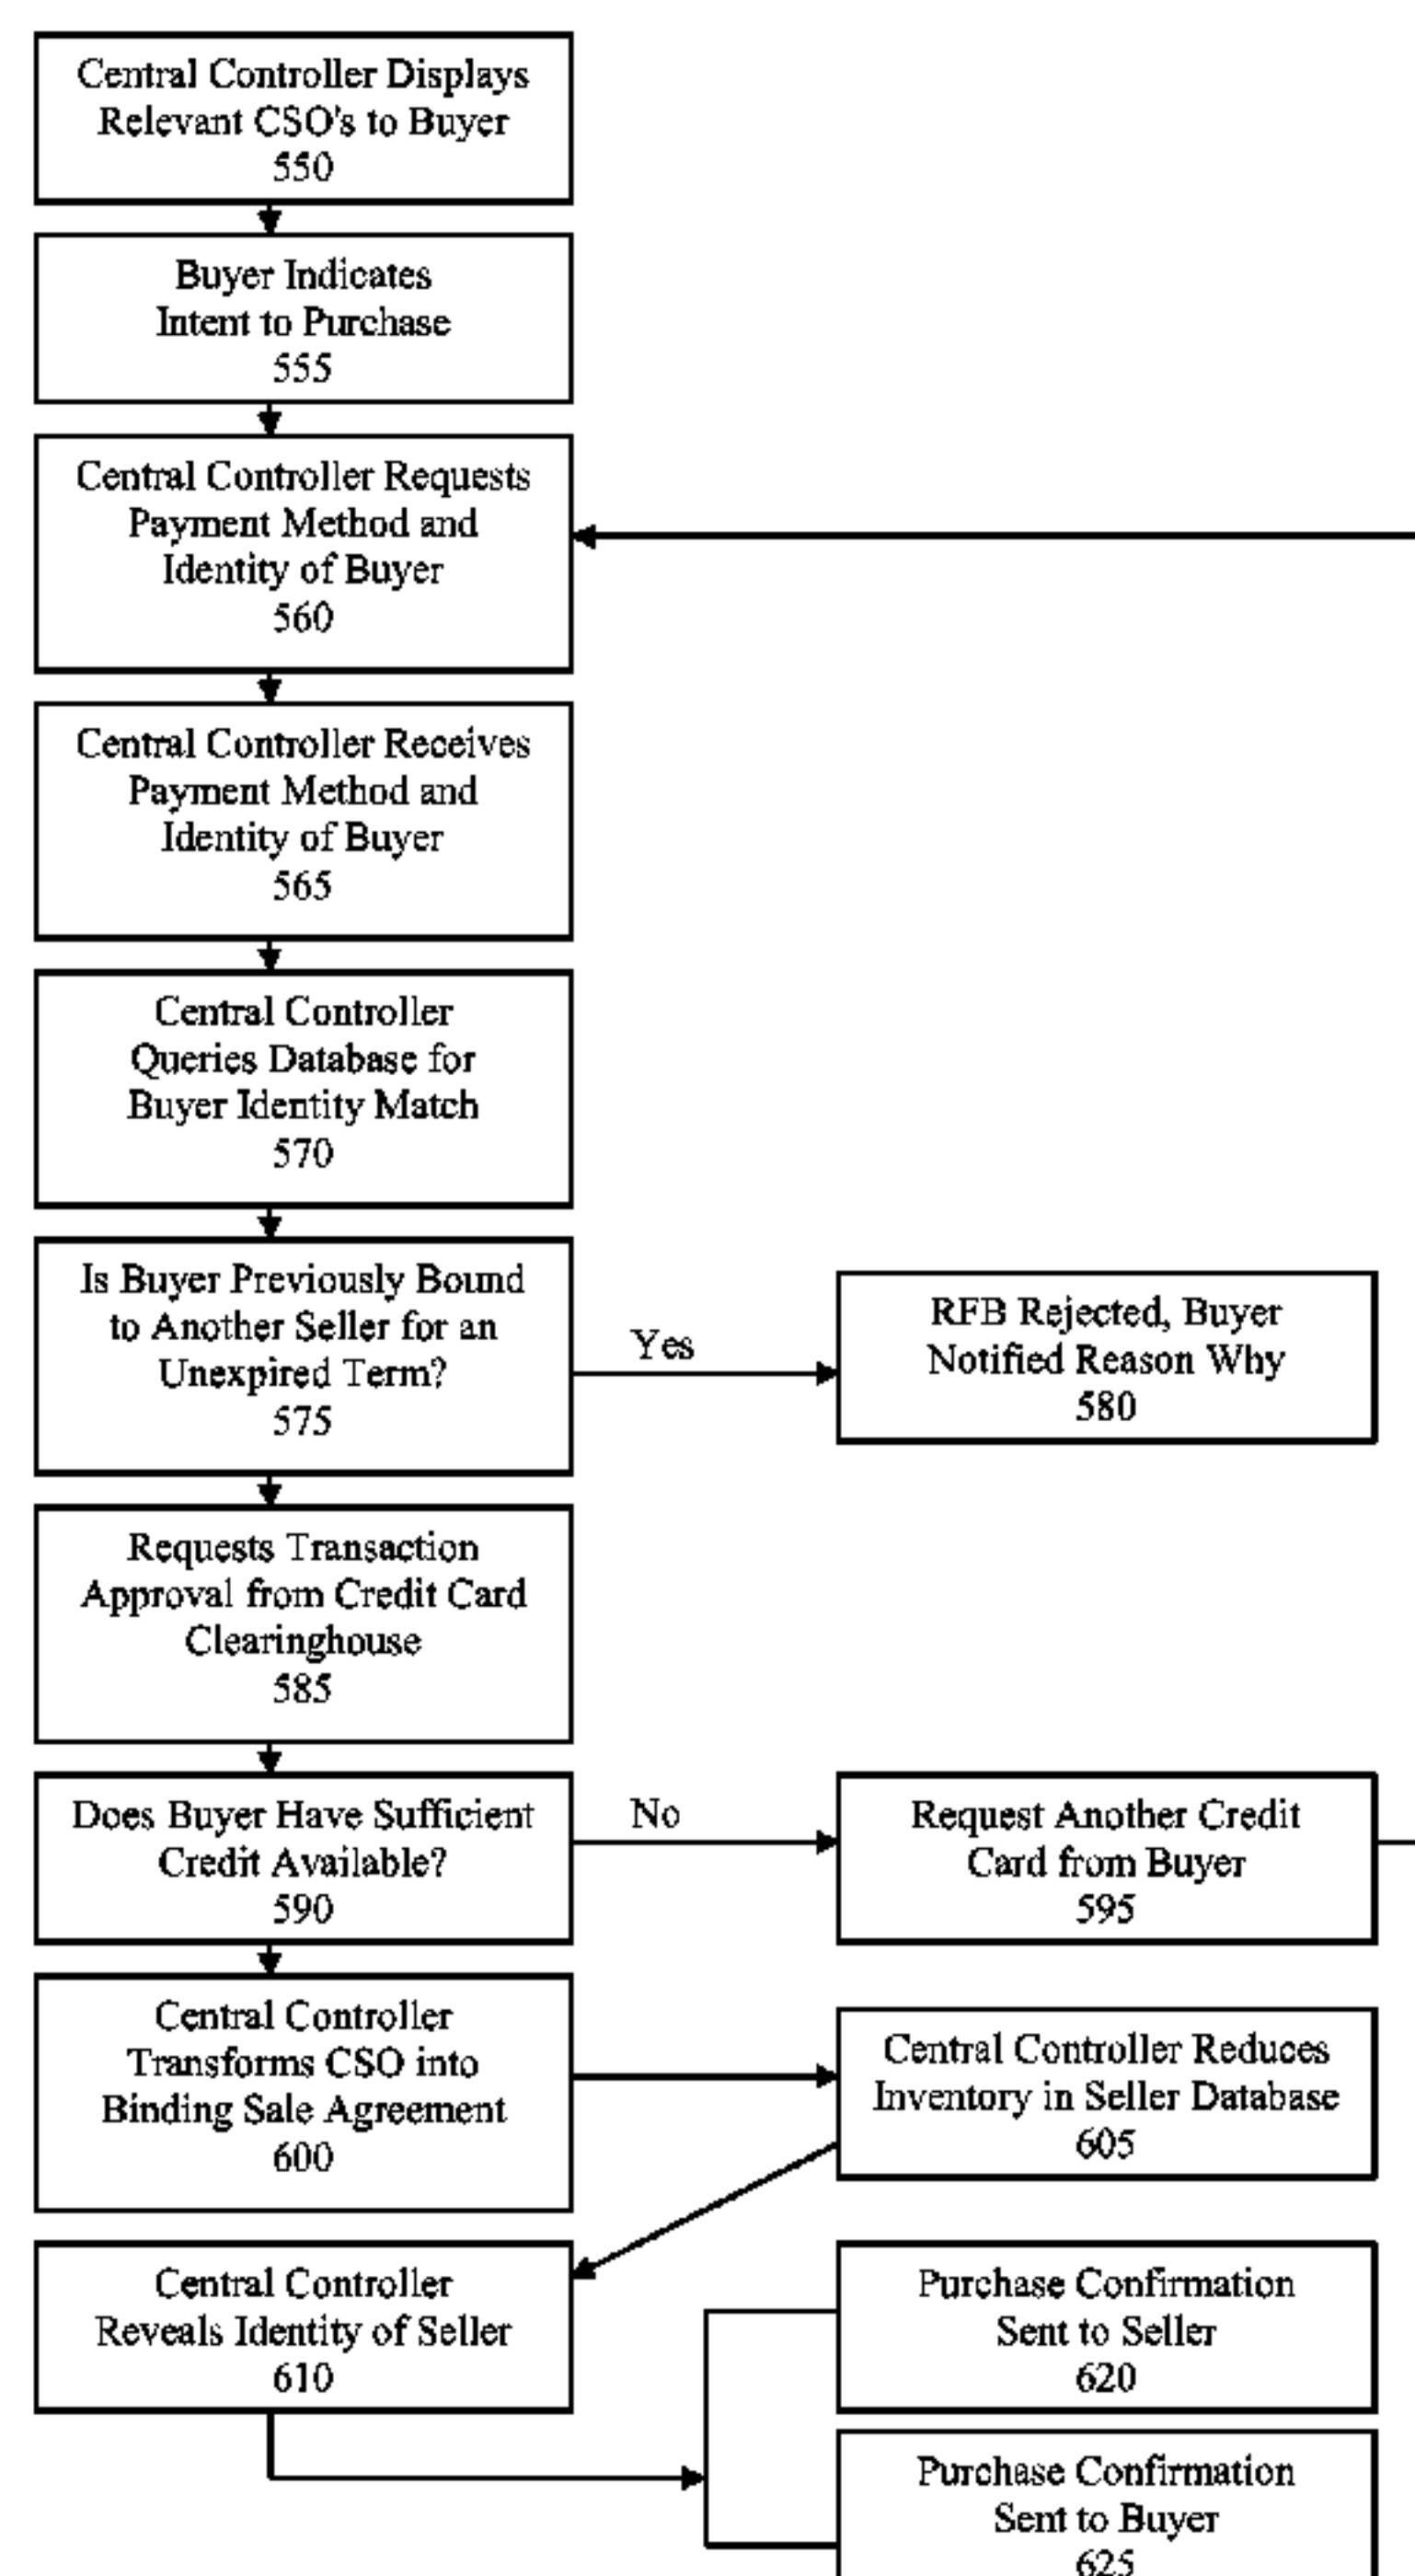 Central Controller Displays
Relevant CSO's to Buyer
550
Buyer Indicates
Intent to Purchase
555
Central Controller Requests
Payment Method and
Identity of Buyer
560
Central Controller Receives
Payment Method and
Identity of Buyer
565
Central Controller
Queries Database for
Buyer Identity Match
570
Is Buyer Previously Bound
to Another Seller for an
Unexpired Term?
575
Yes
RFB Rejected, Buyer
Notified Reason Why
580
Requests Transaction
Approval from Credit Card
Clearinghouse
585
Does Buyer Have Sufficient
Credit Available?
590
No
Request Another Credit
Card from Buyer
595
Central Controller
Transforms CSO into
Binding Sale Agreement
600
Central Controller Reduces
Inventory in Seller Database
605
Central Controller
Reveals Identity of Seller
610
Purchase Confirmation
Sent to Seller
620
Purchase Confirmation
Sent to Buyer
625